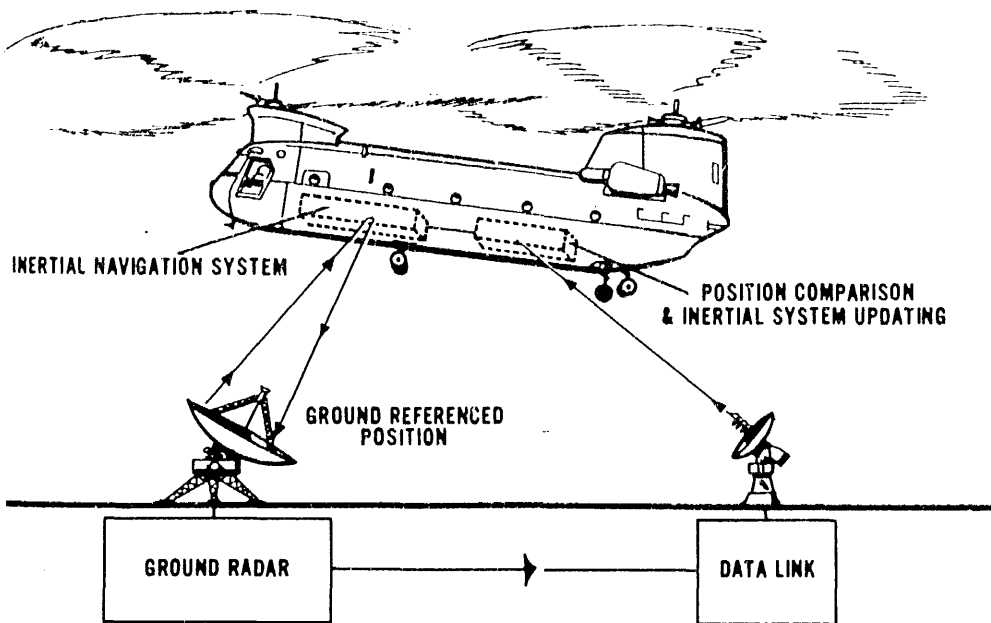 INERTIAL NAVIGATION SYSTEM
POSITION COMPARISON
& INERTIAL SYSTEM UPDATING
GROUND REFERENCED
POSITION
GROUND RADAR
DATA LINK